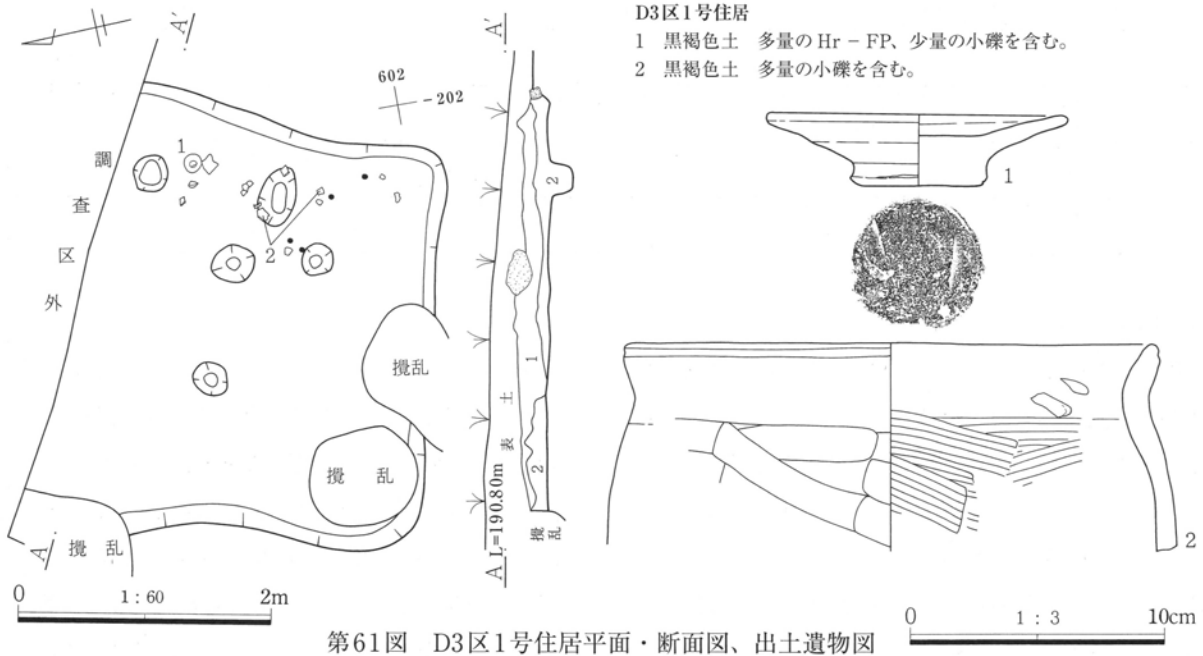 D3区1号住居
1 黒褐色土 多量のHr－FP、少量の小礫を含む。
2 黒褐色土 多量の小礫を含む。
A′
A′
602
-202
1
調査区外
2
2
1
1
攪乱
攪乱
表土
2
攪乱
A
攪乱
A
L=190.80m
2
0 1：60 2m
0 1：3 10cm
第61図 D3区1号住居平面・断面図、出土遺物図